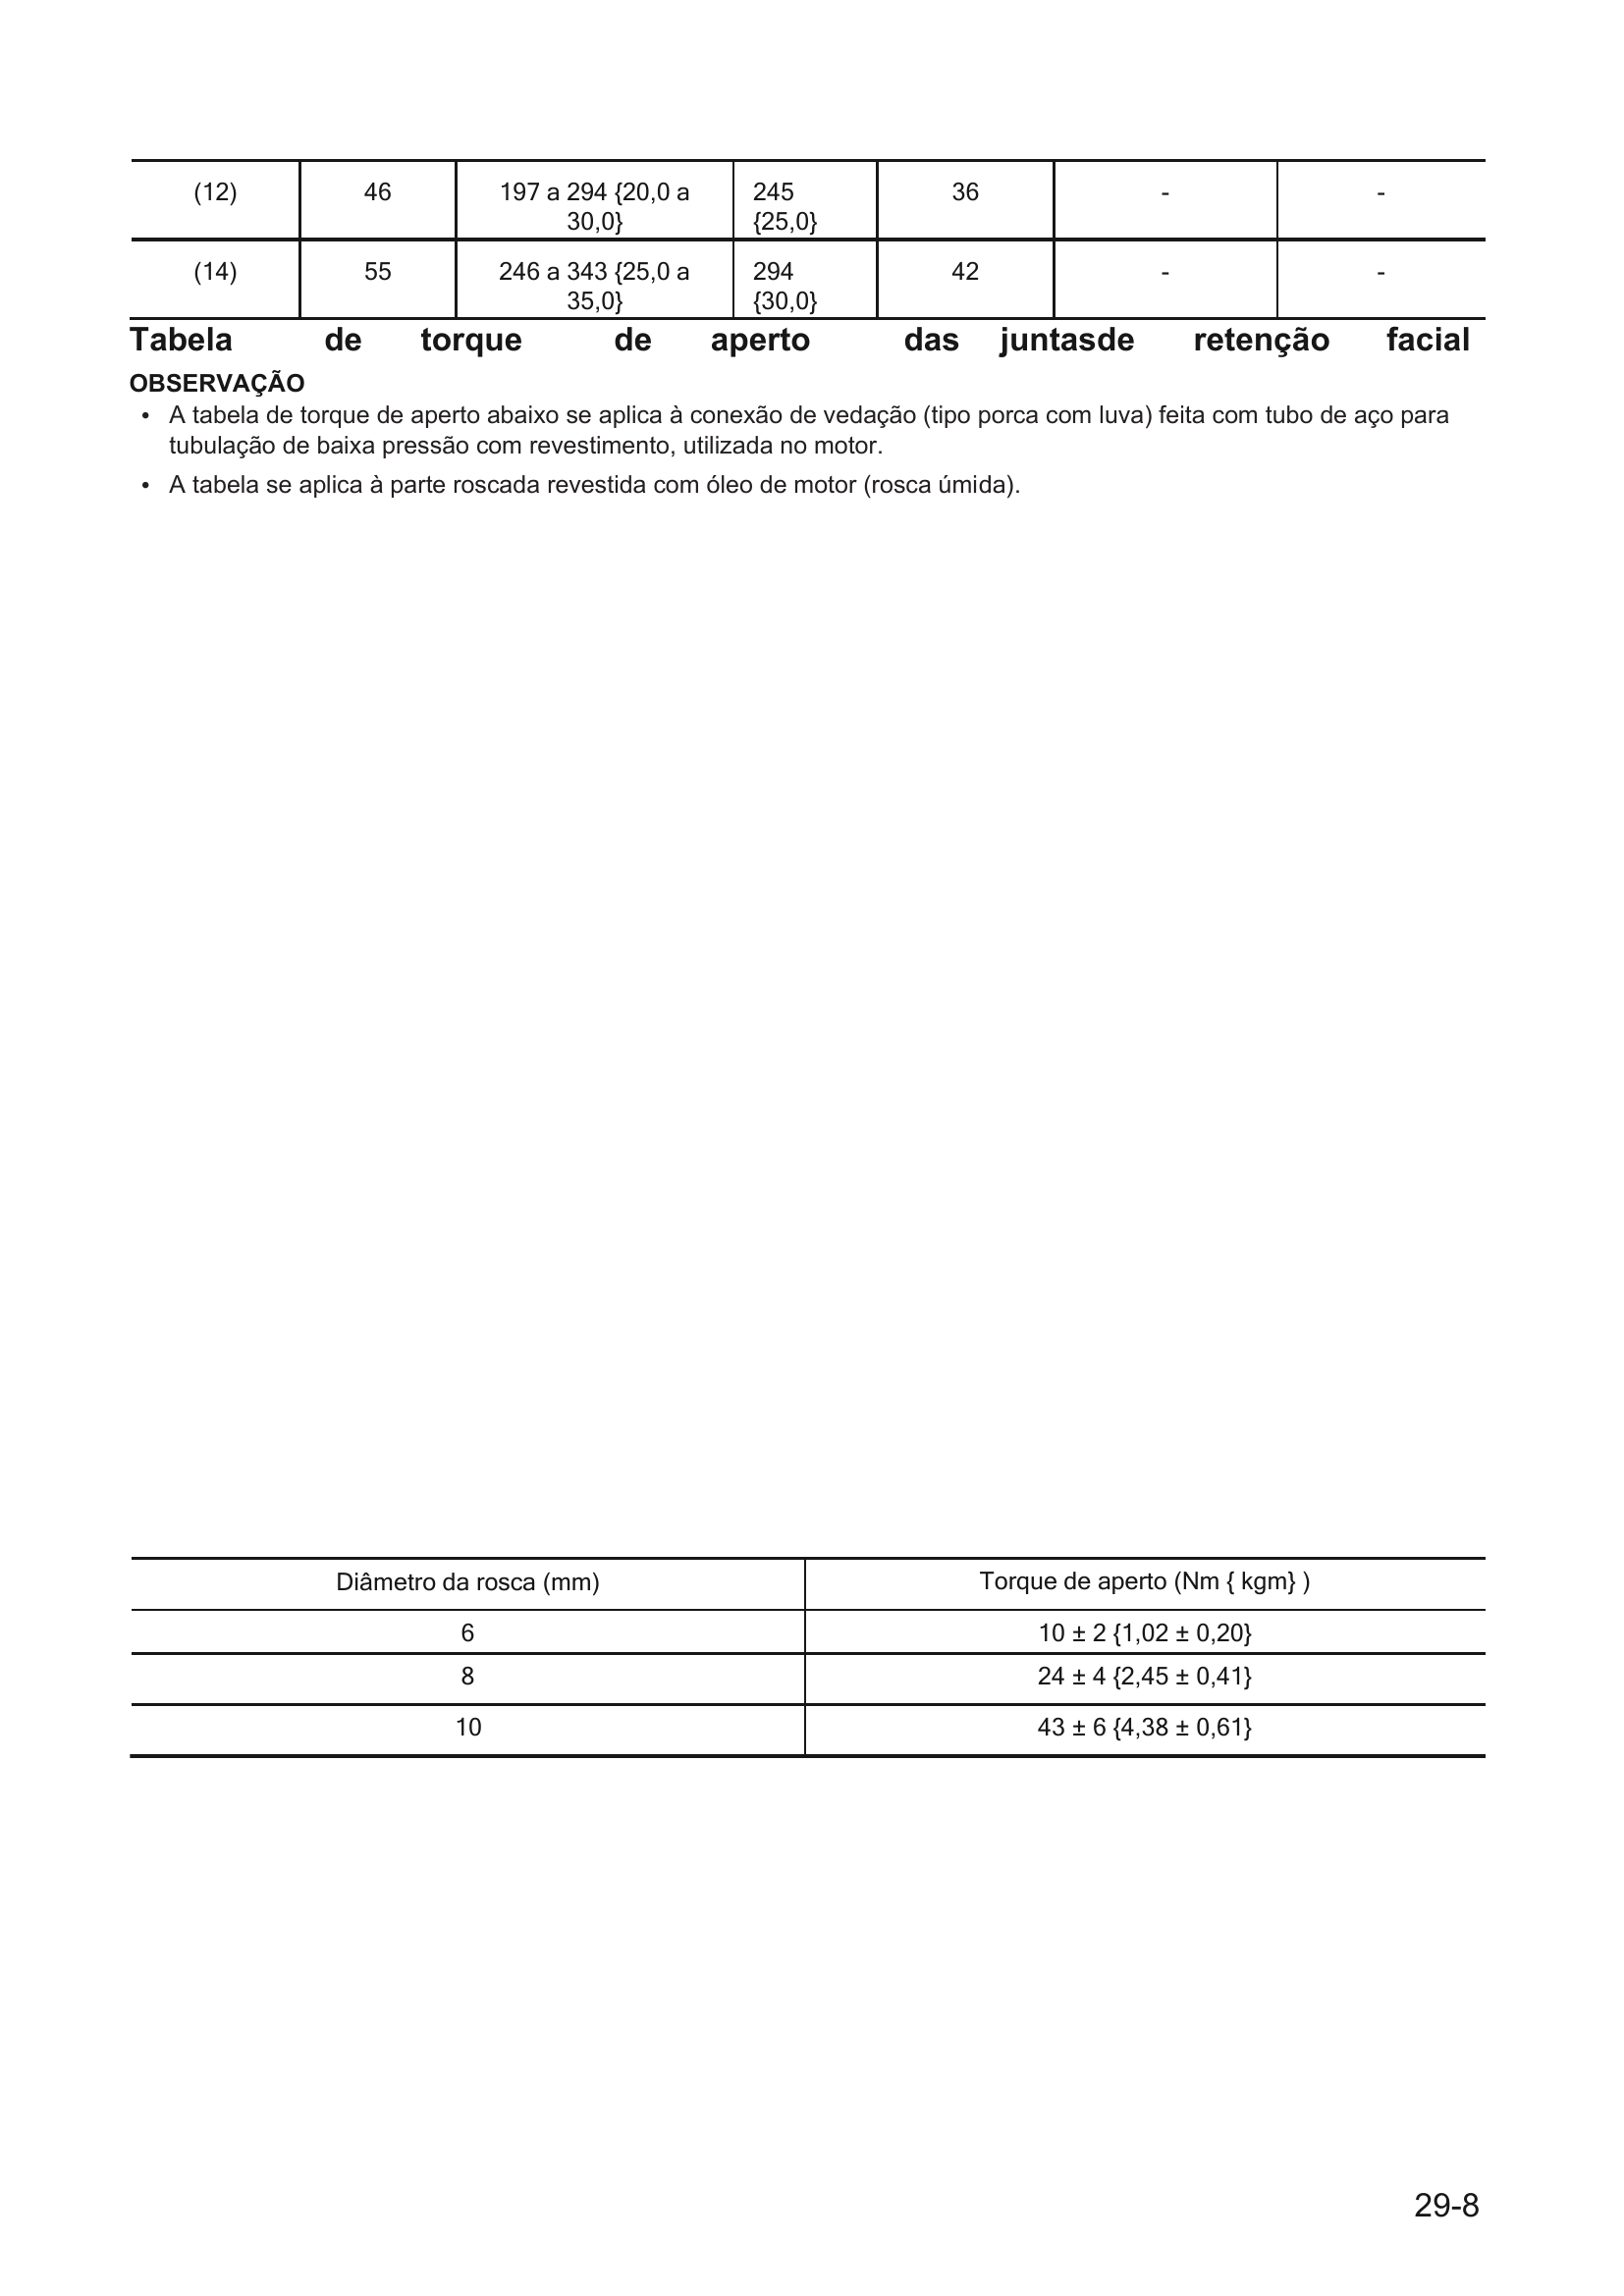 (12) 46 197 a 294 {20,0 a 245 36 - -
30,0} {25,0}
(14) 55 246 a 343 {25,0 a 294 42 - -
35,0} {30,0}
Tabela de torque de aperto das juntasde retenção facial
OBSERVAÇÃO
• A tabela de torque de aperto abaixo se aplica à conexão de vedação (tipo porca com luva) feita com tubo de aço para
tubulação de baixa pressão com revestimento, utilizada no motor.
• A tabela se aplica à parte roscada revestida com óleo de motor (rosca úmida).
Diâmetro da rosca (mm) Torque de aperto (Nm { kgm} )
6 10 ± 2 {1,02 ± 0,20}
8 24 ± 4 {2,45 ± 0,41}
10 43 ± 6 {4,38 ± 0,61}
29-8